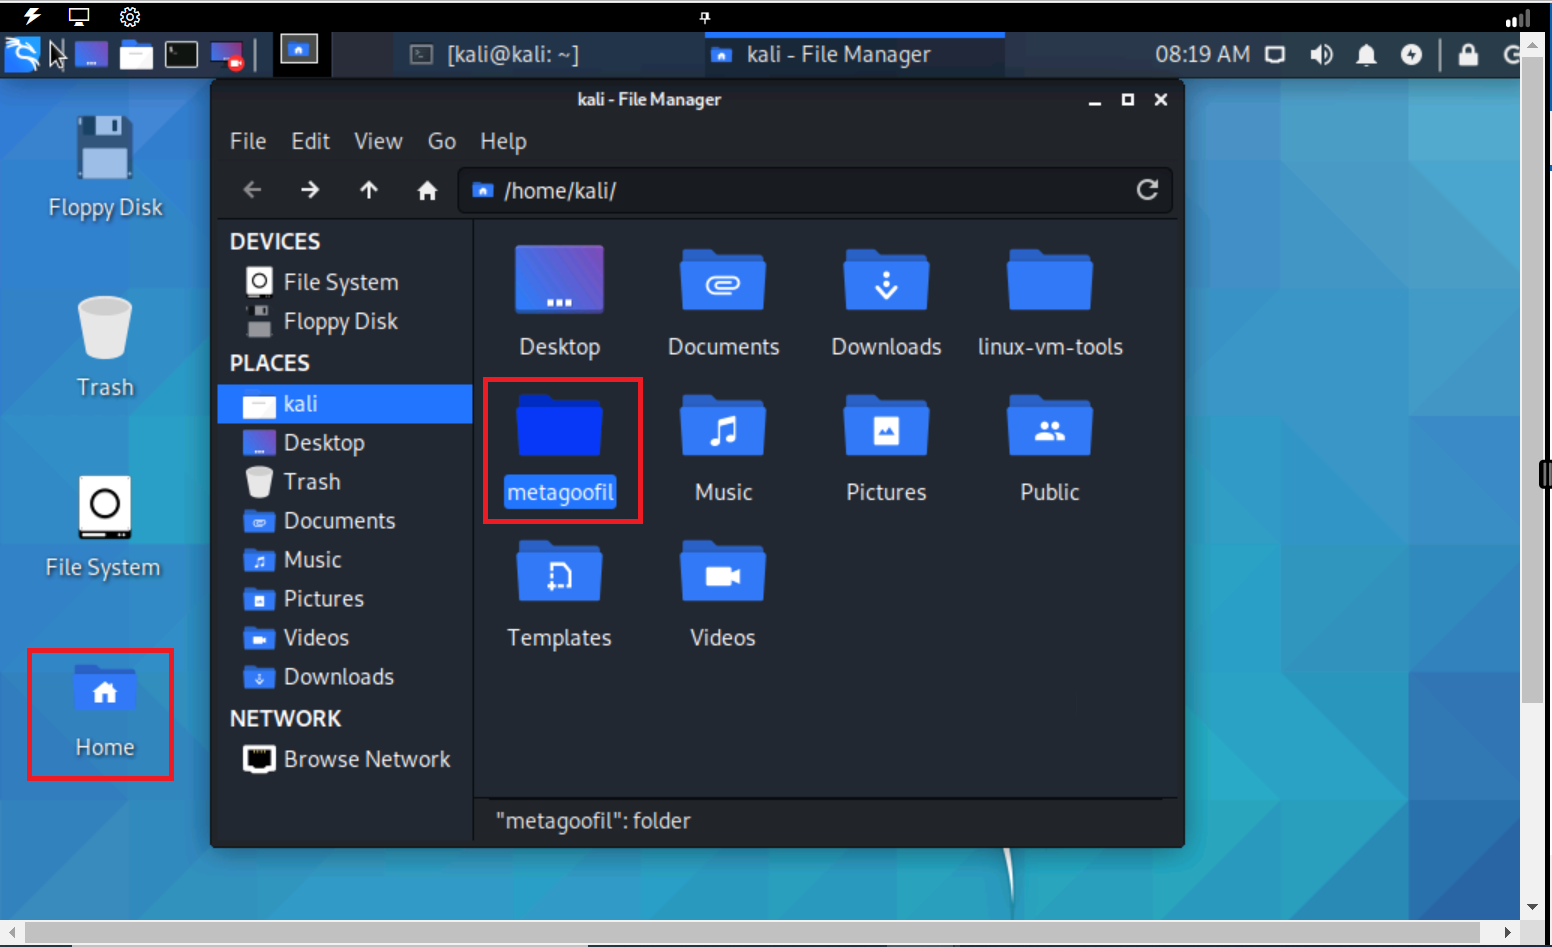 [kali@kali: ~]
kali - File Manager
08:19 AM
kali - File Manager
File Edit View Go Help
/home/kali/
Floppy Disk
Trash
File System
Home
DEVICES
File System
Floppy Disk
PLACES
kali
Desktop
Trash
Documents
Music
Pictures
Videos
Downloads
NETWORK
Browse Network
Desktop Documents Downloads linux-vm-tools
metagoofil Music Pictures Public
Templates Videos
"metagoofil": folder